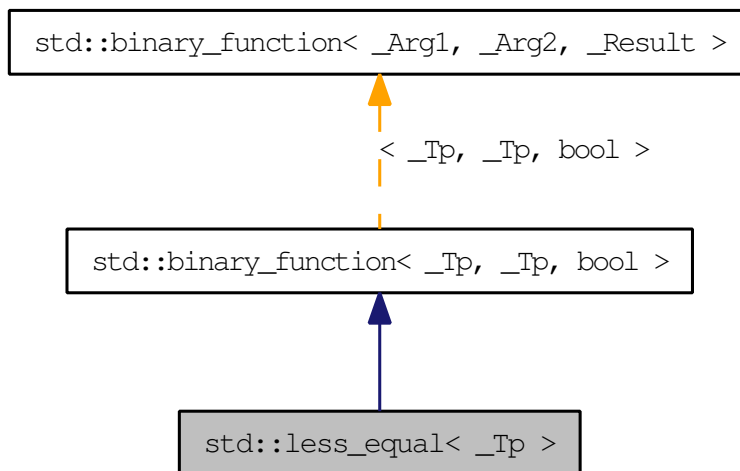 std::binary_function< _Arg1, _Arg2, _Result >
< _Tp, _Tp, bool >
std::binary_function< _Tp, _Tp, bool >
std::less_equal< _Tp >